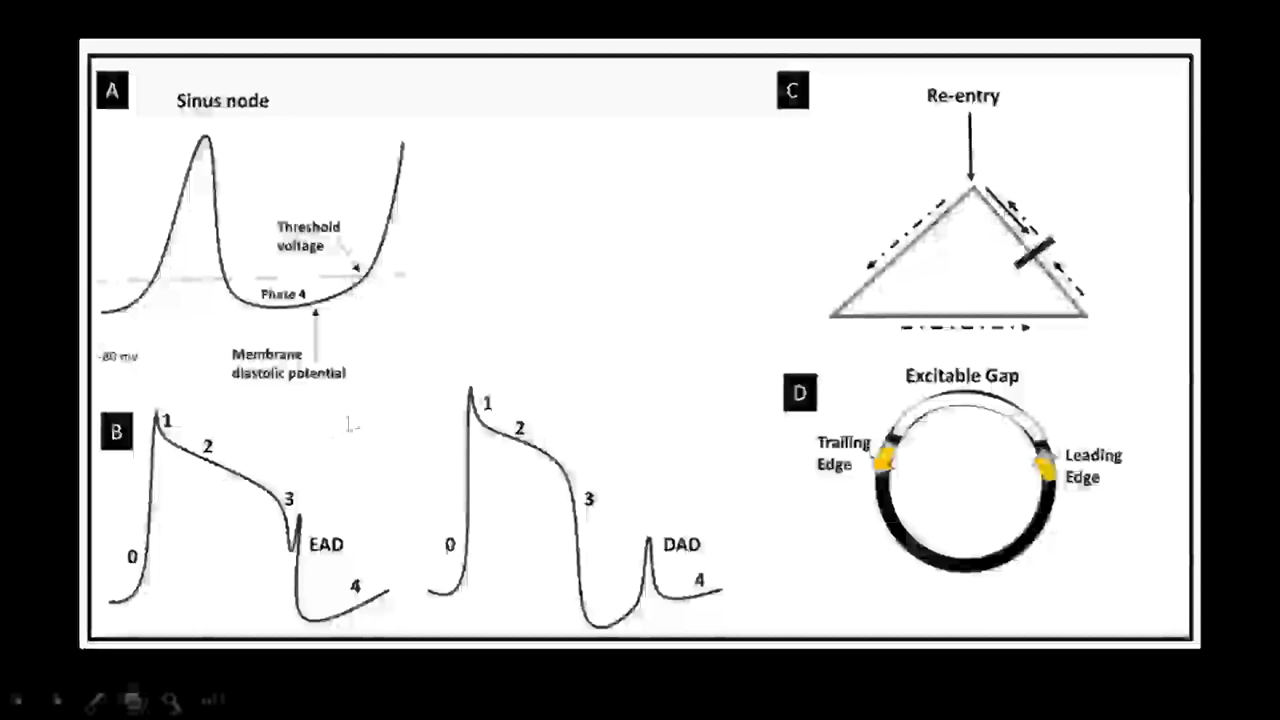 A
Sinus node
Threshold
voltage
Phase 4
-80 mv
Membrane
diastolic potential
B
0
1
2
3
EAD
4
0
1
2
3
DAD
4
C
Re-entry
D
Excitable Gap
Trailing
Edge
Leading
Edge